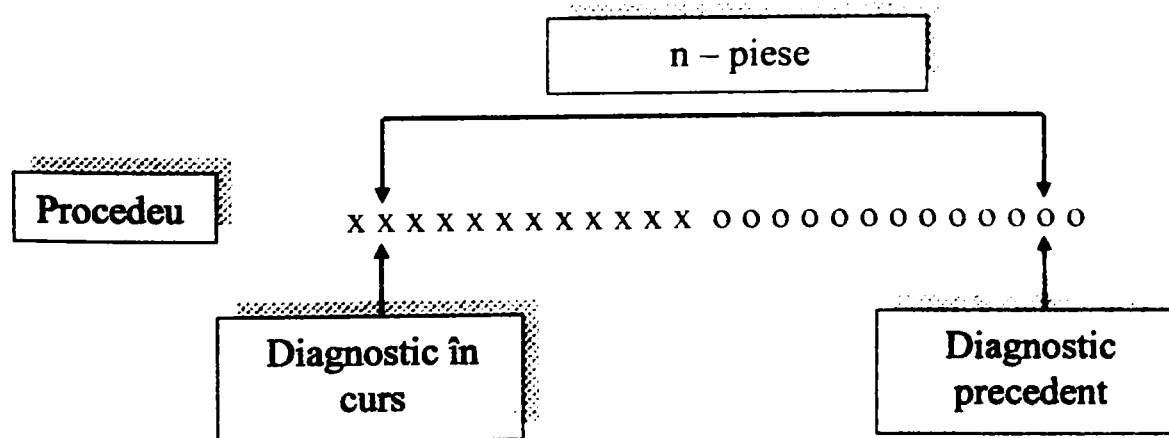 n – piese
Procedeu
x x x x x x x x x x x x o o o o o o o o o o o o o
Diagnostic în
curs
Diagnostic
precedent